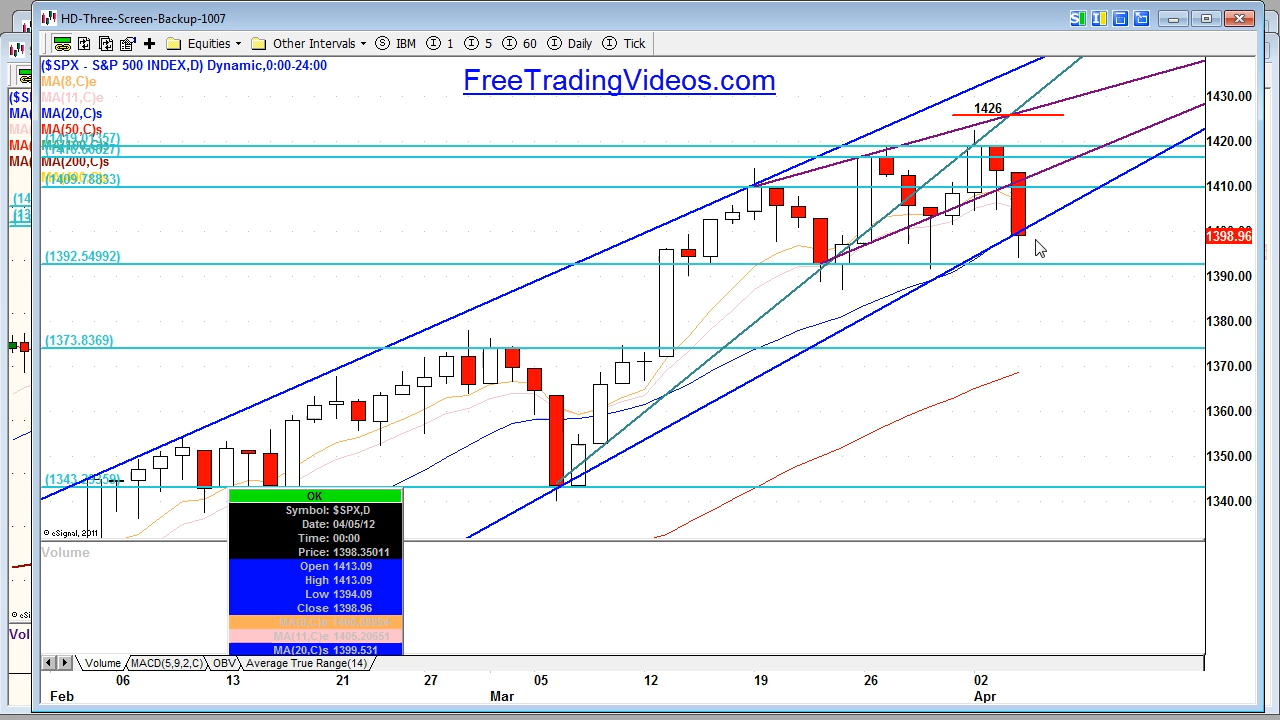 HD-Three-Screen-Backup-1007
Equities Other Intervals S IBM I 1 I 5 I 60 I Daily I Tick
($SPX - S&P 500 INDEX,D) Dynamic,0:00-24:00
FreeTradingVideos.com
MA(8,C)e
MA(11,C)e
MA(20,C)s
MA(50,C)s
MA(200,C)s
1426
(1419.01357)
(1409.7833)
(1392.54992)
(1373.8369)
1430.00
1420.00
1410.00
1398.96
1390.00
1380.00
1370.00
1360.00
1350.00
1340.00
© eSignal, 2011
Volume
OK
Symbol: $SPX,D
Date: 04/05/12
Time: 00:00
Price: 1398.35011
Open 1413.09
High 1413.09
Low 1394.09
Close 1398.96
MA(11,C)e 1405.20651
MA(20,C)s 1399.531
Volume MACD(5,9,2,C) OBV Average True Range(14)
06 13 21 27 05 12 19 26 02
Feb Mar Apr